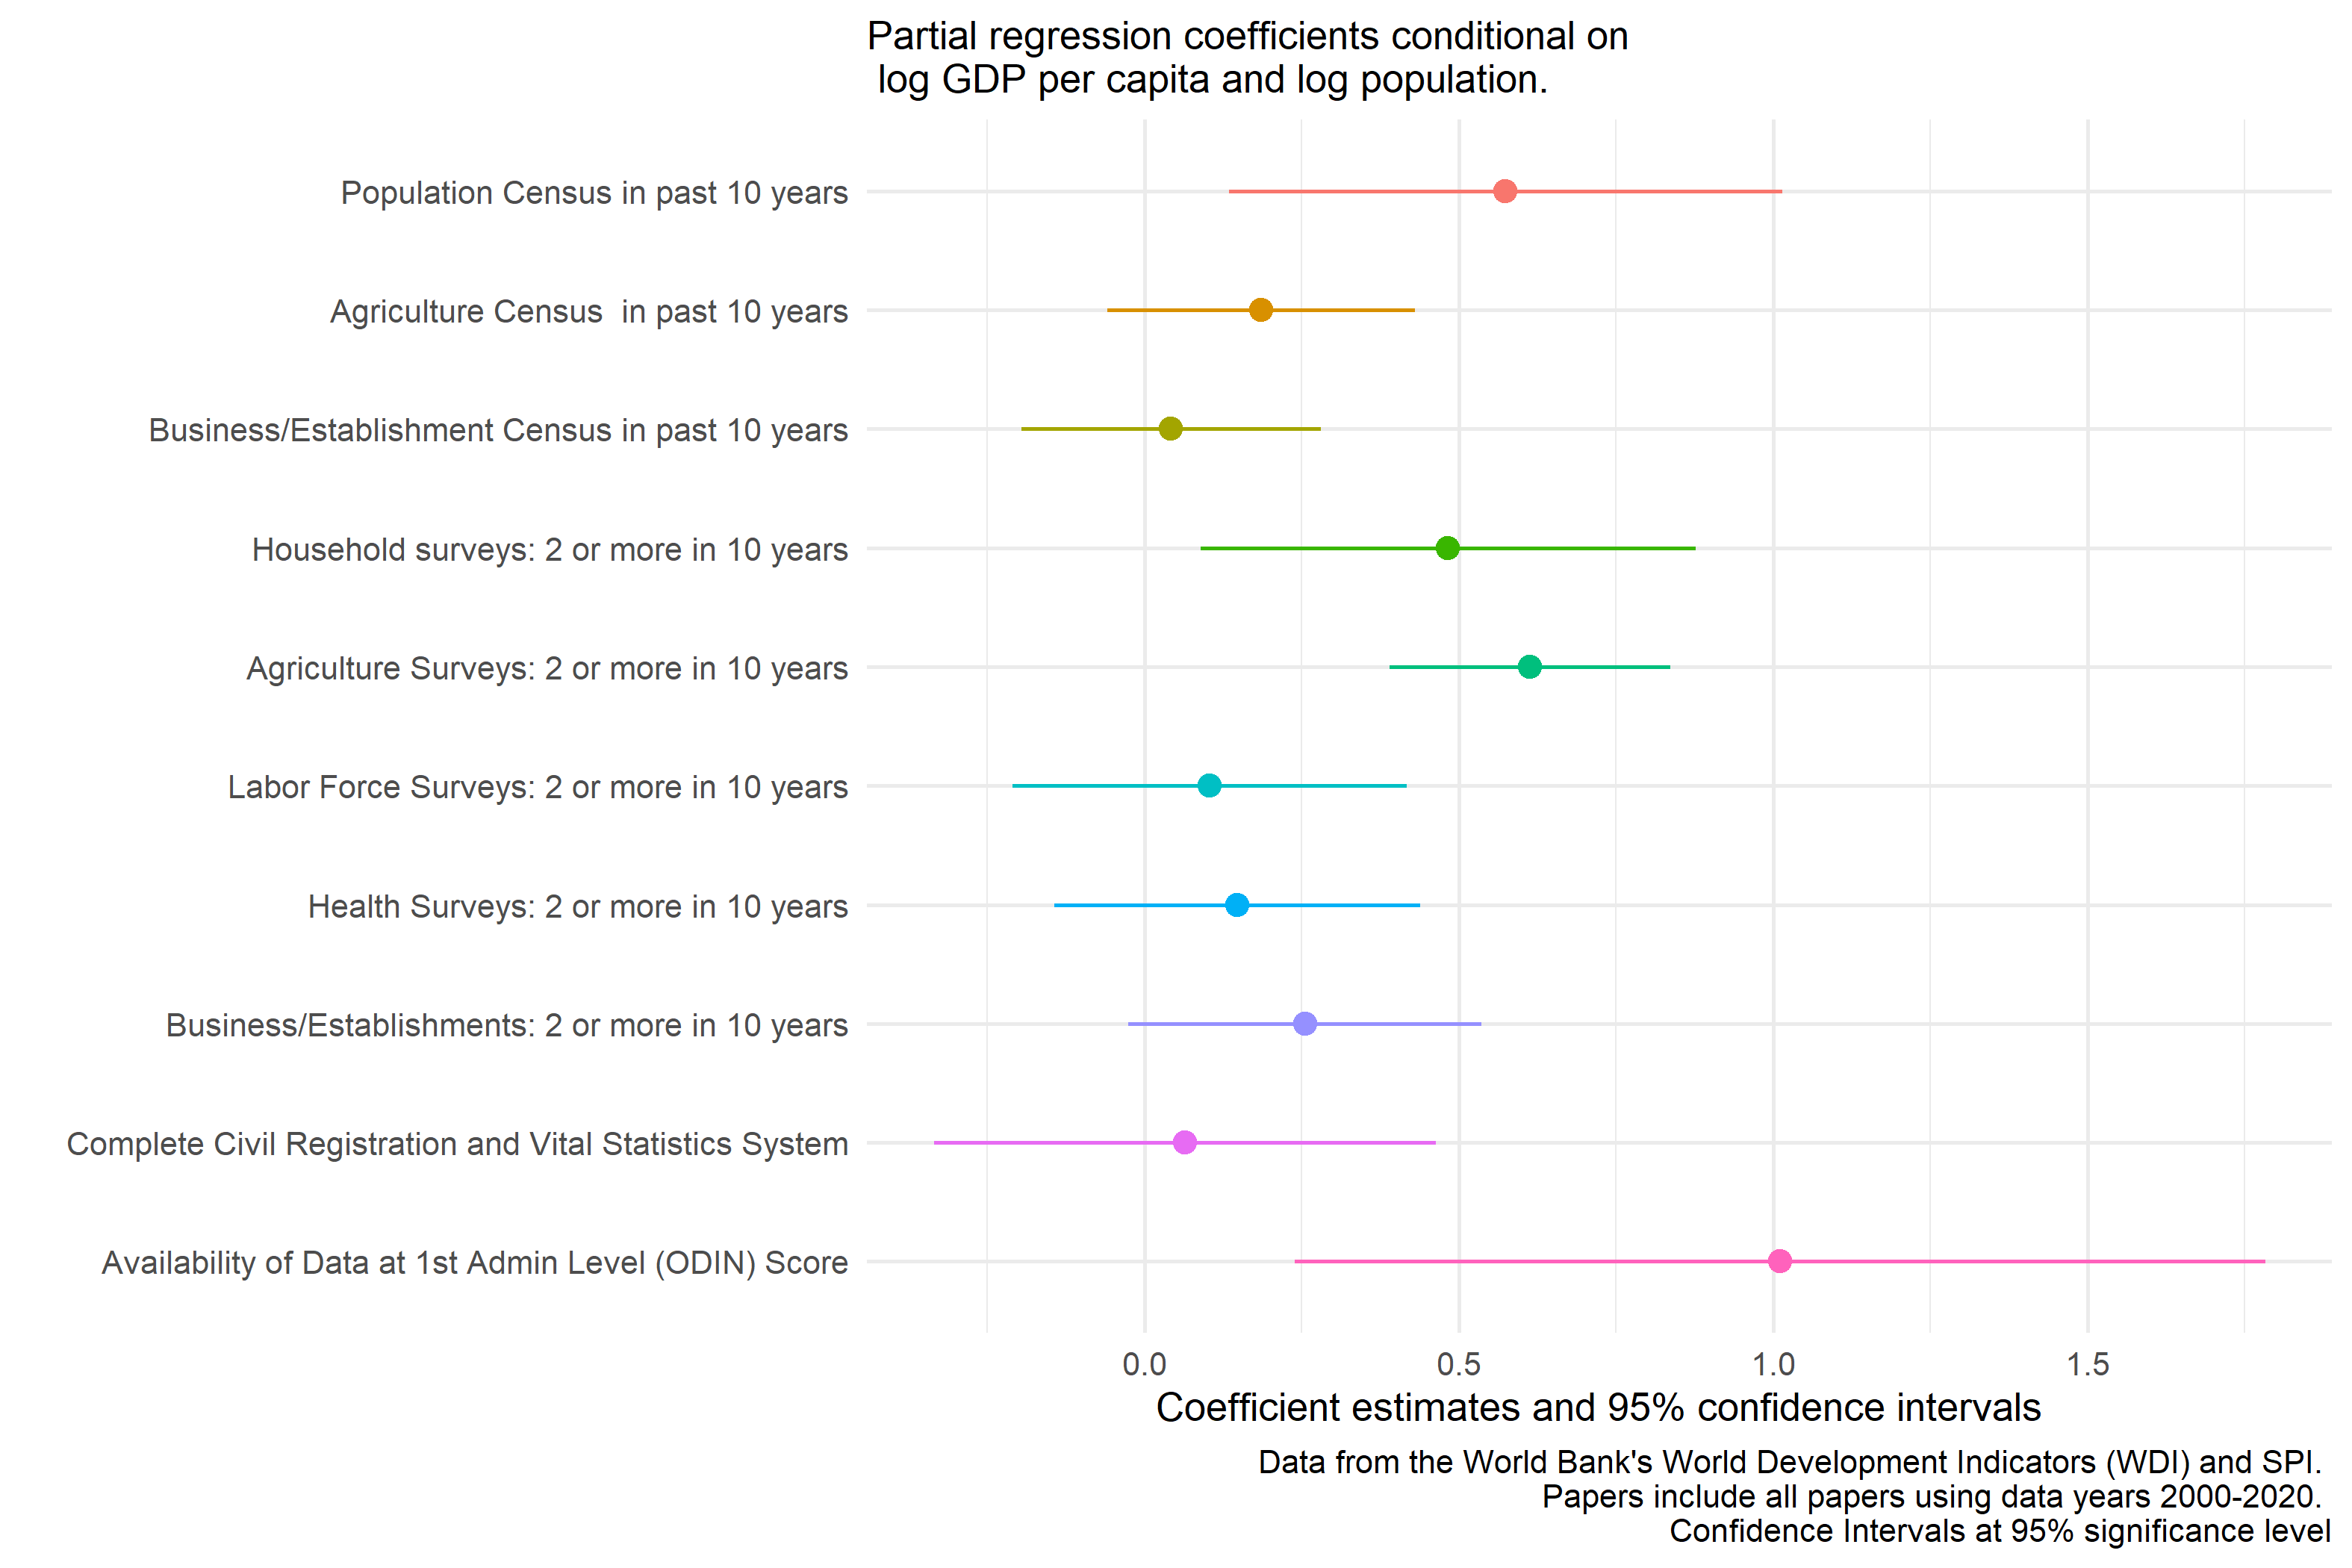 Partial regression coefficients conditional on
log GDP per capita and log population.
Population Census in past 10 years
Agriculture Census  in past 10 years
Business/Establishment Census in past 10 years
Household surveys: 2 or more in 10 years
Agriculture Surveys: 2 or more in 10 years
Labor Force Surveys: 2 or more in 10 years
Health Surveys: 2 or more in 10 years
Business/Establishments: 2 or more in 10 years
Complete Civil Registration and Vital Statistics System
Availability of Data at 1st Admin Level (ODIN) Score
0.0 0.5 1.0 1.5
Coefficient estimates and 95% confidence intervals
Data from the World Bank's World Development Indicators (WDI) and SPI.
Papers include all papers using data years 2000-2020.
Confidence Intervals at 95% significance level